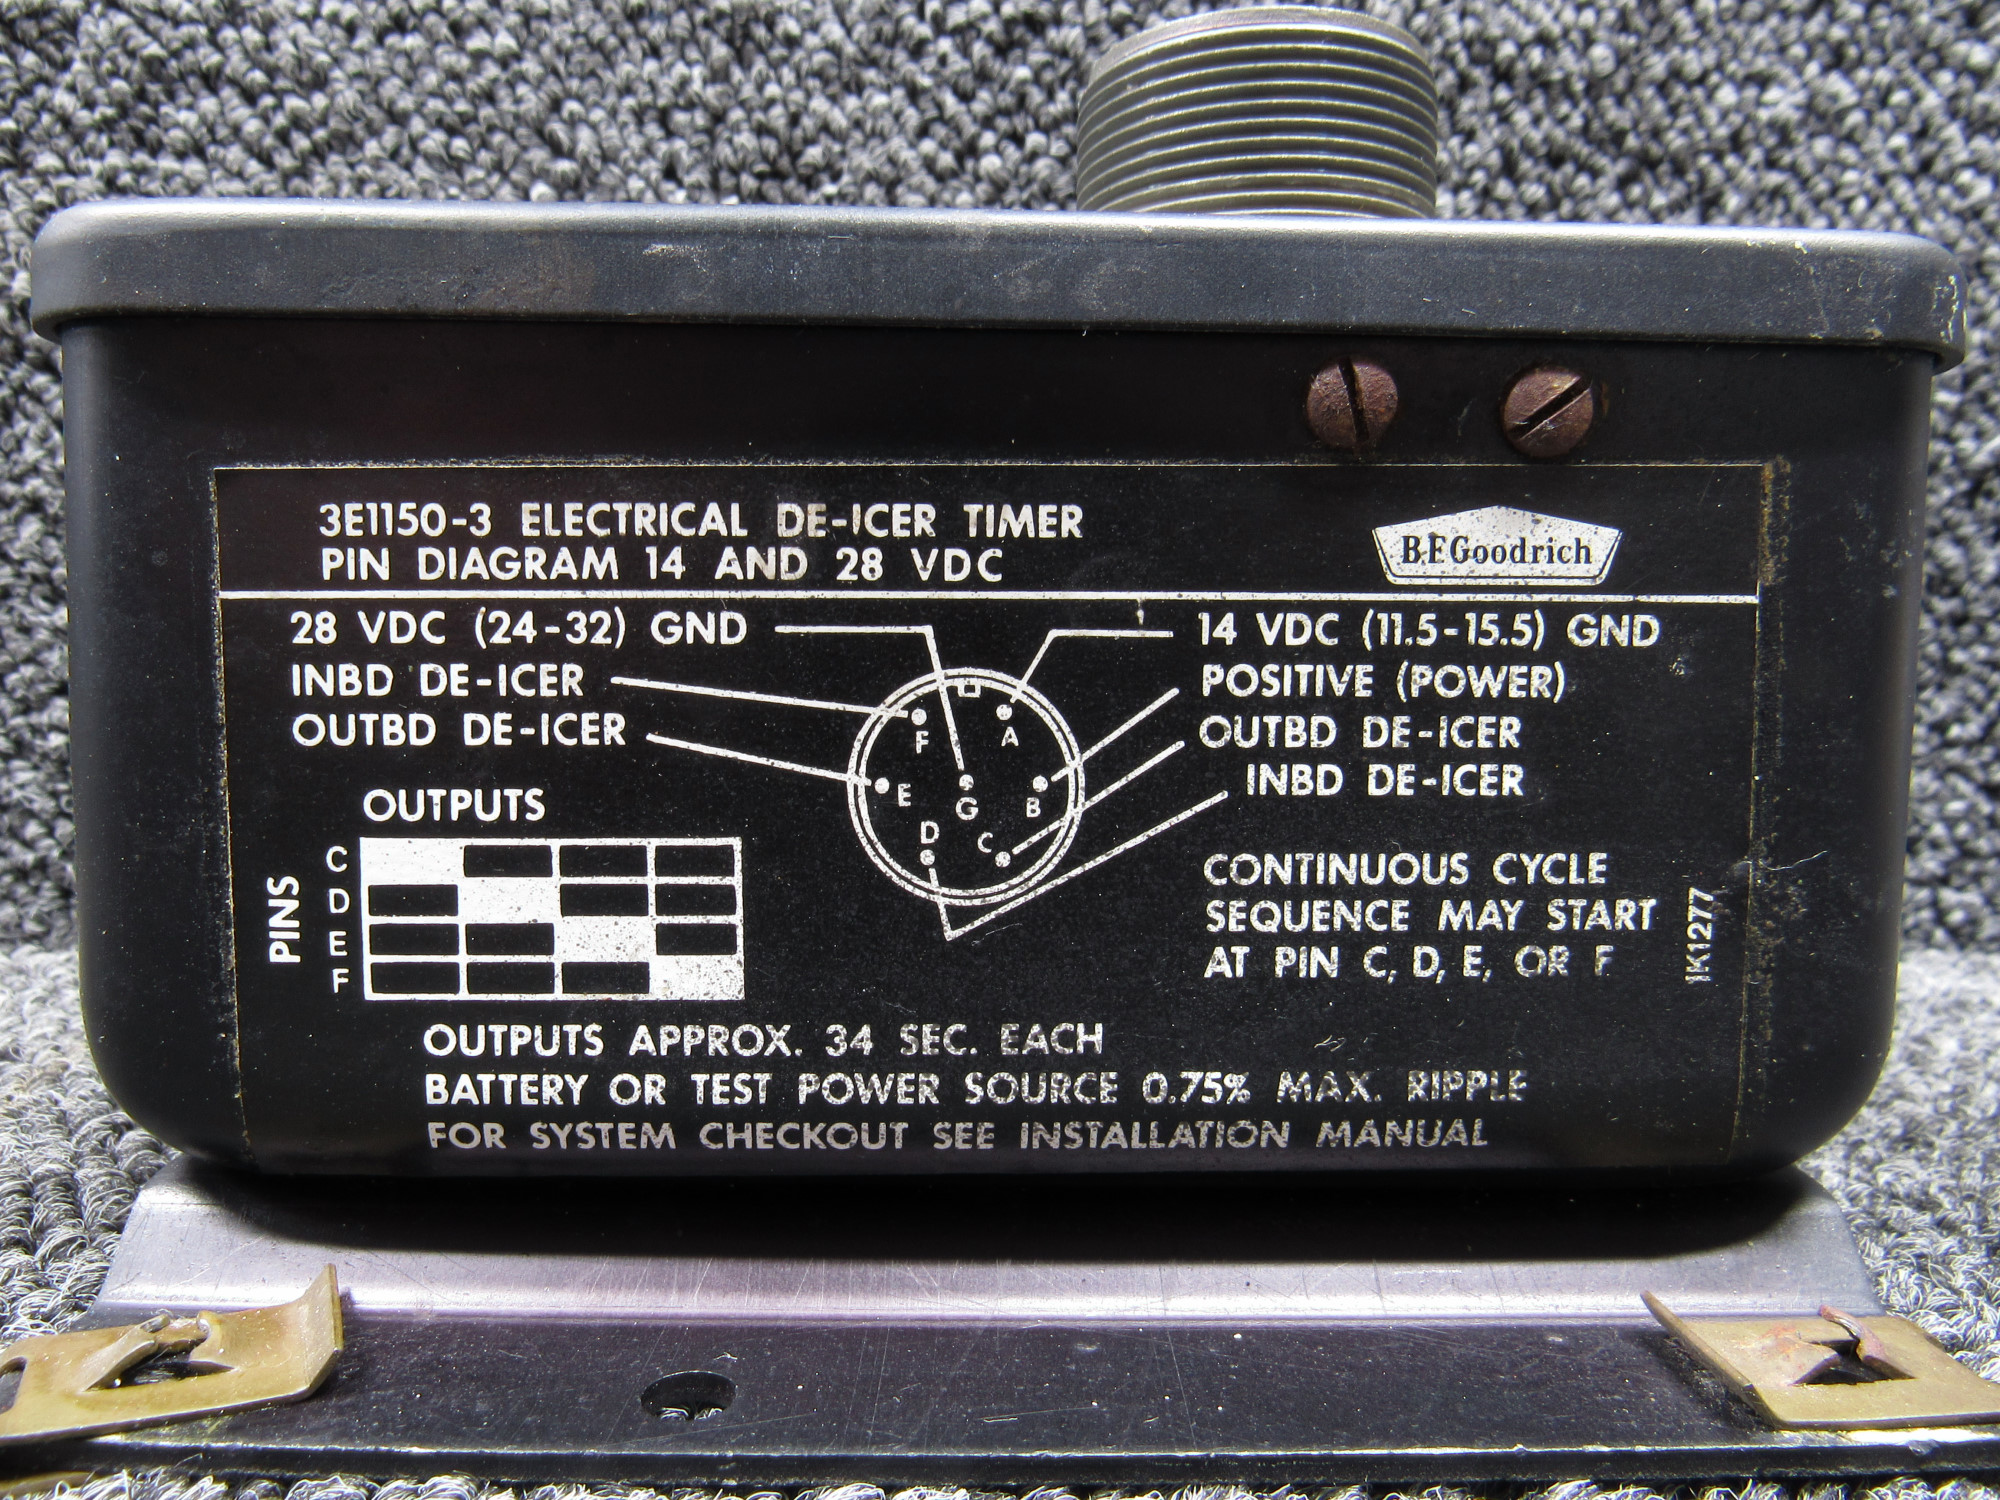 3E1150-3 ELECTRICAL DE-ICER TIMER
PIN DIAGRAM 14 AND 28 VDC
B.F.Goodrich
28 VDC (24-32) GND
INBD DE-ICER
OUTBD DE-ICER
14 VDC (11.5-15.5) GND
POSITIVE (POWER)
OUTBD DE-ICER
INBD DE-ICER
F
A
E
G
B
D
C
OUTPUTS
PINS
C
D
E
F
CONTINUOUS CYCLE
SEQUENCE MAY START
AT PIN C, D, E, OR F
1K1277
OUTPUTS APPROX. 34 SEC. EACH
BATTERY OR TEST POWER SOURCE 0.75% MAX. RIPPLE
FOR SYSTEM CHECKOUT SEE INSTALLATION MANUAL